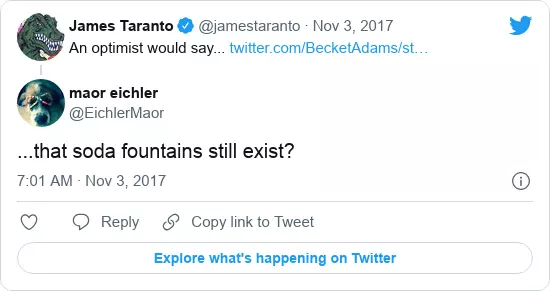 James Taranto @jamestaranto · Nov 3, 2017
An optimist would say... twitter.com/BecketAdams/st…
maor eichler
@EichlerMaor
...that soda fountains still exist?
7:01 AM · Nov 3, 2017
Reply Copy link to Tweet
Explore what's happening on Twitter